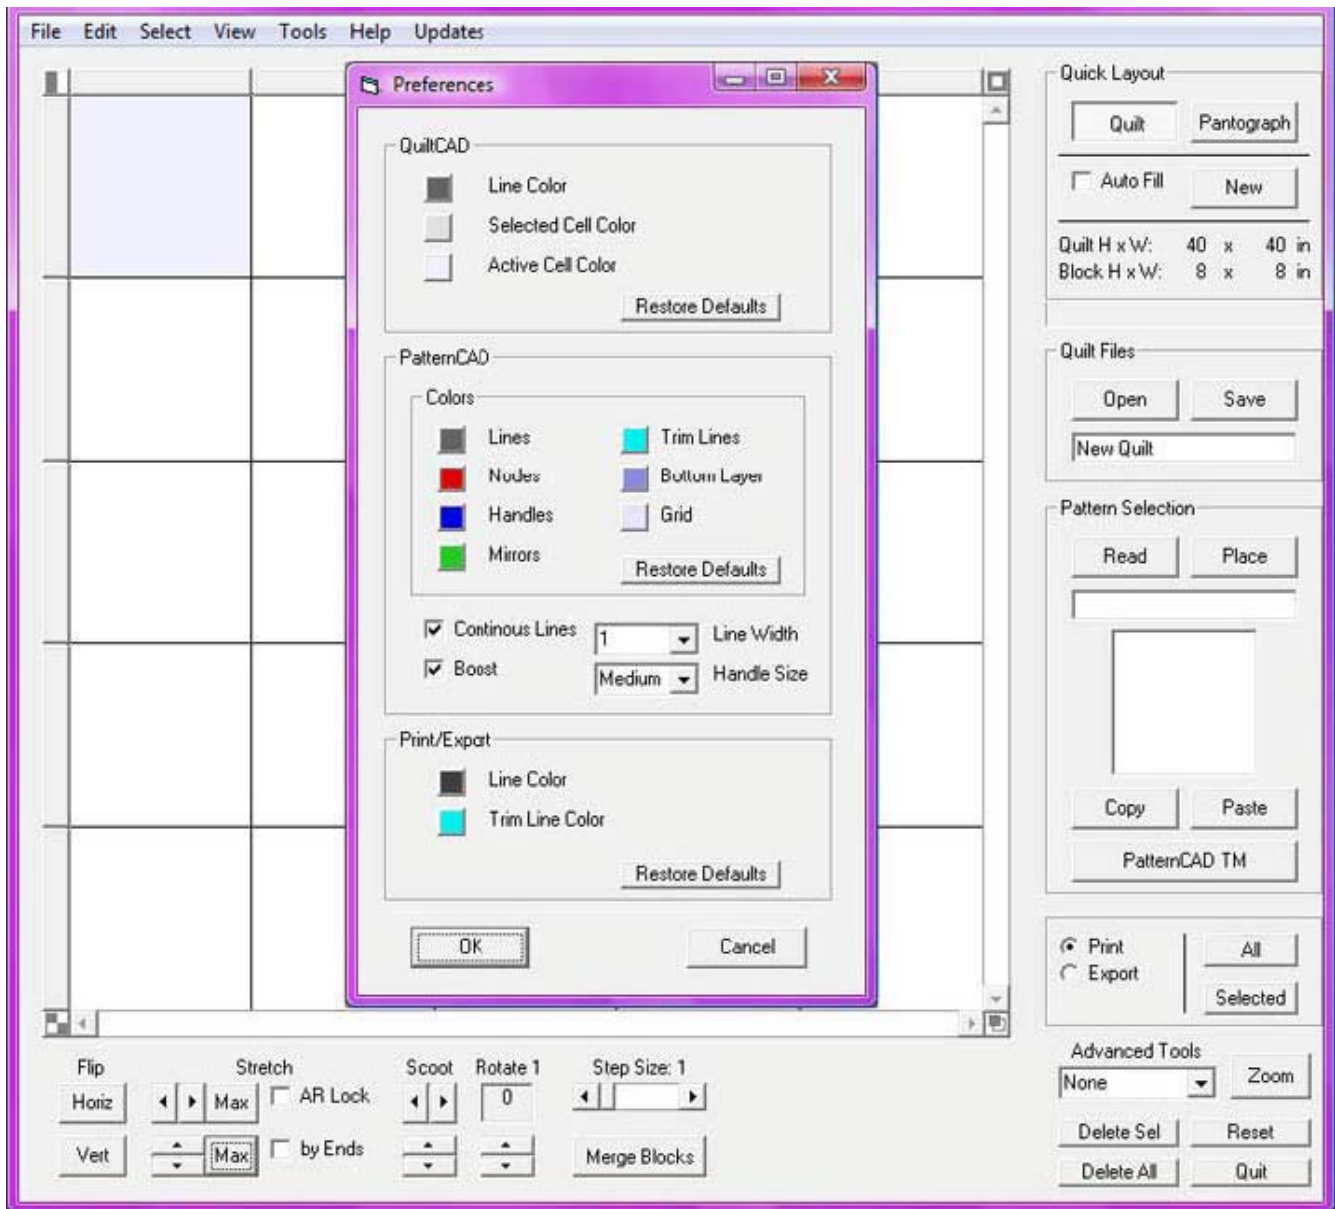 File Edit Select View Tools Help Updates
Preferences
QuiltCAD
Line Color
Selected Cell Color
Active Cell Color
Restore Defaults
PatternCAD
Colors
Lines Trim Lines
Nodes Bottom Layer
Handles Grid
Mirrors
Restore Defaults
Continous Lines 1 Line Width
Boost Medium Handle Size
Print/Export
Line Color
Trim Line Color
Restore Defaults
OK Cancel
Quick Layout
Quilt Pantograph
Auto Fill New
Quilt H x W: 40 x 40 in
Block H x W: 8 x 8 in
Quilt Files
Open Save
New Quilt
Pattern Selection
Read Place
Copy Paste
PatternCAD TM
Print All
Export Selected
Flip Stretch Scoot Rotate 1 Step Size: 1
Horiz Max AR Lock 0
Vert Max by Ends Merge Blocks
Advanced Tools
None Zoom
Delete Sel Reset
Delete All Quit